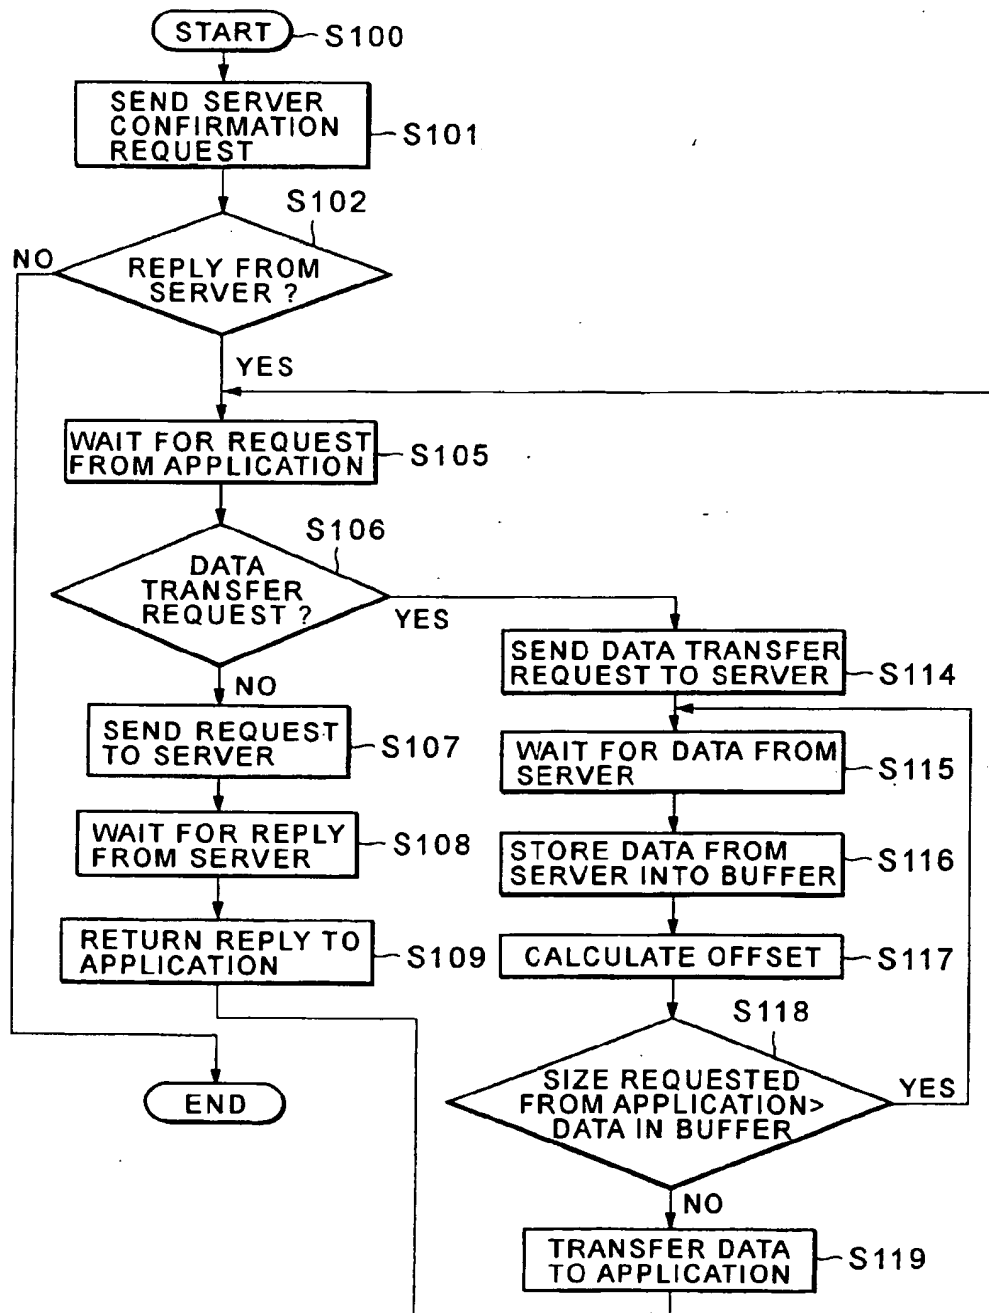 START
S100
SEND SERVER
CONFIRMATION
REQUEST
S101
S102
NO
REPLY FROM
SERVER ?
YES
WAIT FOR REQUEST
FROM APPLICATION
S105
S106
DATA
TRANSFER
REQUEST ?
YES
NO
SEND REQUEST
TO SERVER
S107
WAIT FOR REPLY
FROM SERVER
S108
RETURN REPLY TO
APPLICATION
S109
END
SEND DATA TRANSFER
REQUEST TO SERVER
S114
WAIT FOR DATA FROM
SERVER
S115
STORE DATA FROM
SERVER INTO BUFFER
S116
CALCULATE OFFSET
S117
S118
SIZE REQUESTED
FROM APPLICATION>
DATA IN BUFFER
YES
NO
TRANSFER DATA
TO APPLICATION
S119